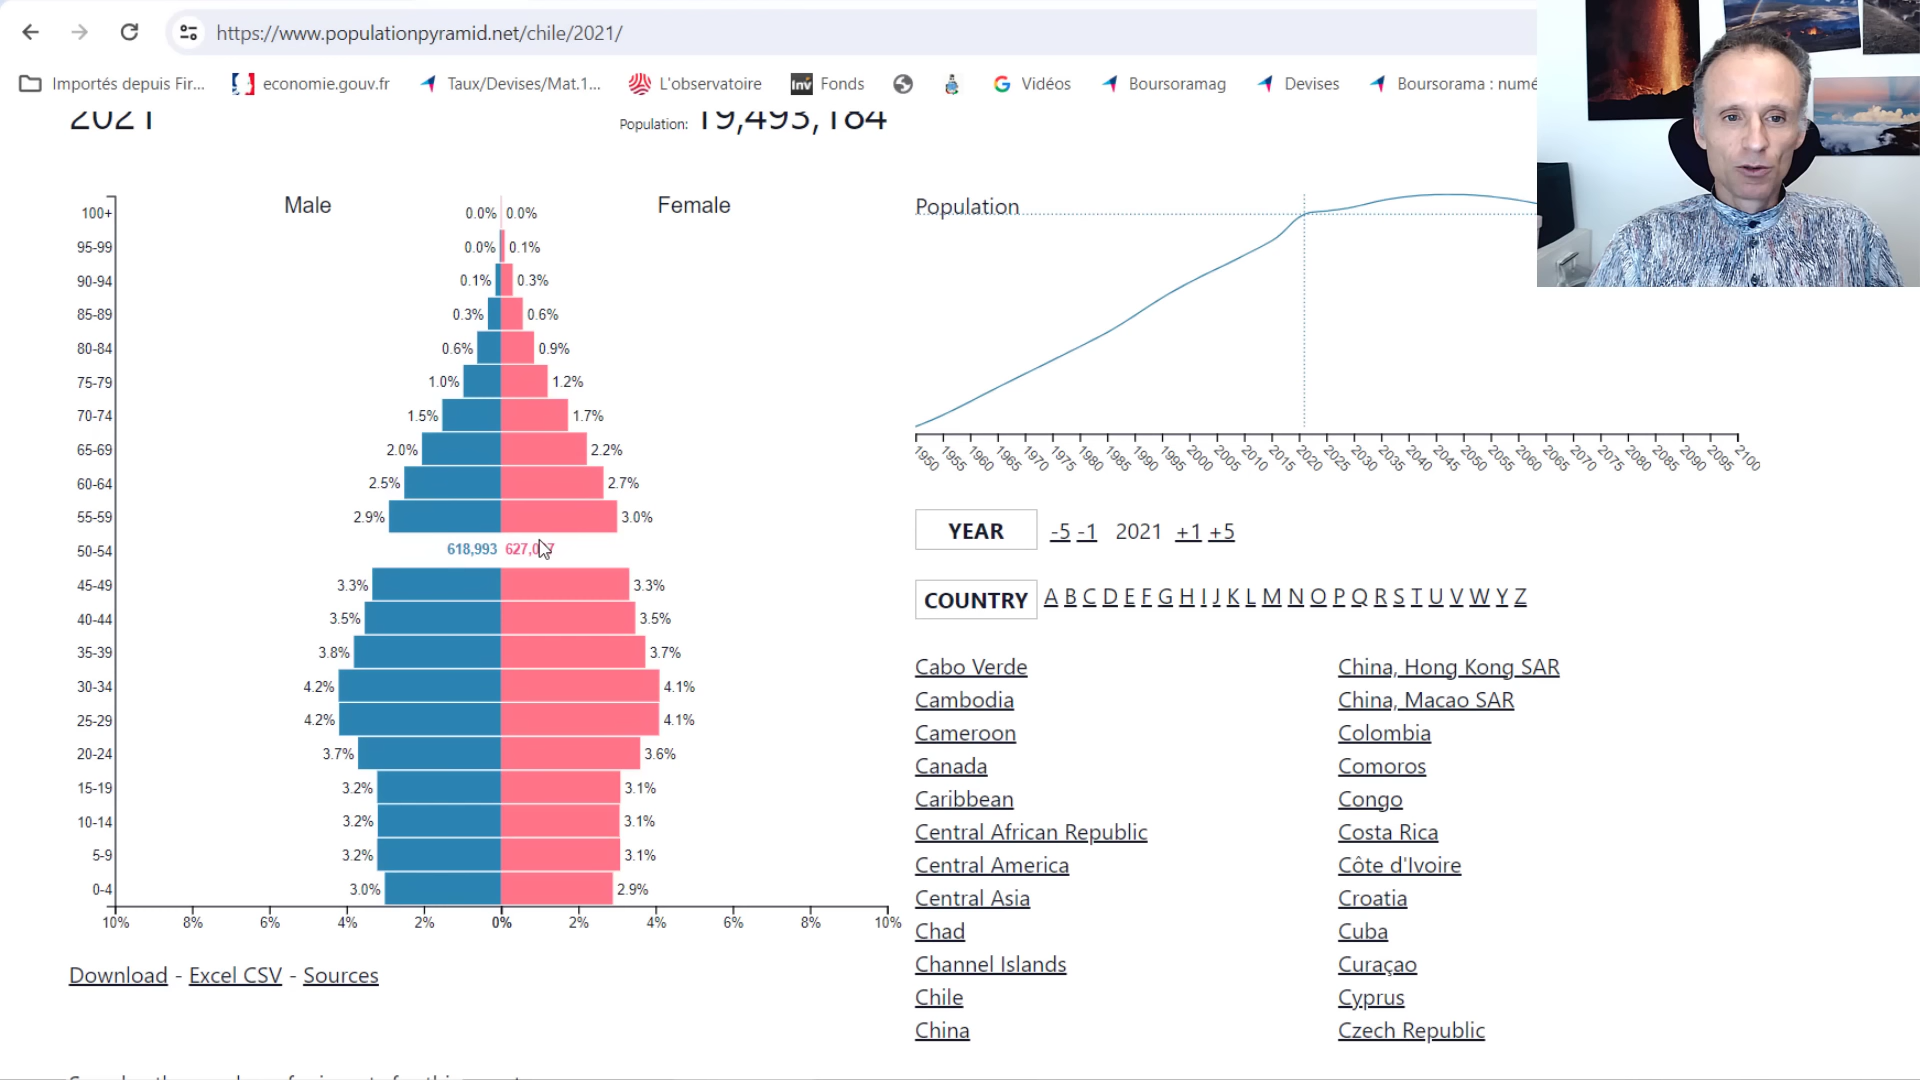 https://www.populationpyramid.net/chile/2021/
Importés depuis Fir... economie.gouv.fr Taux/Devises/Mat.1... L'observatoire Inv Fonds Vidéos Boursoramag Devises Boursorama : numé
2021
Population: 19,493,184
Male Female
100+ 0.0% 0.0%
95-99 0.0% 0.1%
90-94 0.1% 0.3%
85-89 0.3% 0.6%
80-84 0.6% 0.9%
75-79 1.0% 1.2%
70-74 1.5% 1.7%
65-69 2.0% 2.2%
60-64 2.5% 2.7%
55-59 2.9% 3.0%
50-54 618,993
45-49 3.3% 3.3%
40-44 3.5% 3.5%
35-39 3.8% 3.7%
30-34 4.2% 4.1%
25-29 4.2% 4.1%
20-24 3.7% 3.6%
15-19 3.2% 3.1%
10-14 3.2% 3.1%
5-9 3.2% 3.1%
0-4 3.0% 2.9%
10% 8% 6% 4% 2% 0% 2% 4% 6% 8% 10%
Download - Excel CSV - Sources
Population
1950 1955 1960 1965 1970 1975 1980 1985 1990 1995 2000 2005 2010 2015 2020 2025 2030 2035 2040 2045 2050 2055 2060 2065 2070 2075 2080 2085 2090 2095 2100
YEAR -5 -1 2021 +1 +5
COUNTRY A B C D E F G H I J K L M N O P Q R S T U V W Y Z
Cabo Verde
Cambodia
Cameroon
Canada
Caribbean
Central African Republic
Central America
Central Asia
Chad
Channel Islands
Chile
China
China, Hong Kong SAR
China, Macao SAR
Colombia
Comoros
Congo
Costa Rica
Côte d'Ivoire
Croatia
Cuba
Curaçao
Cyprus
Czech Republic